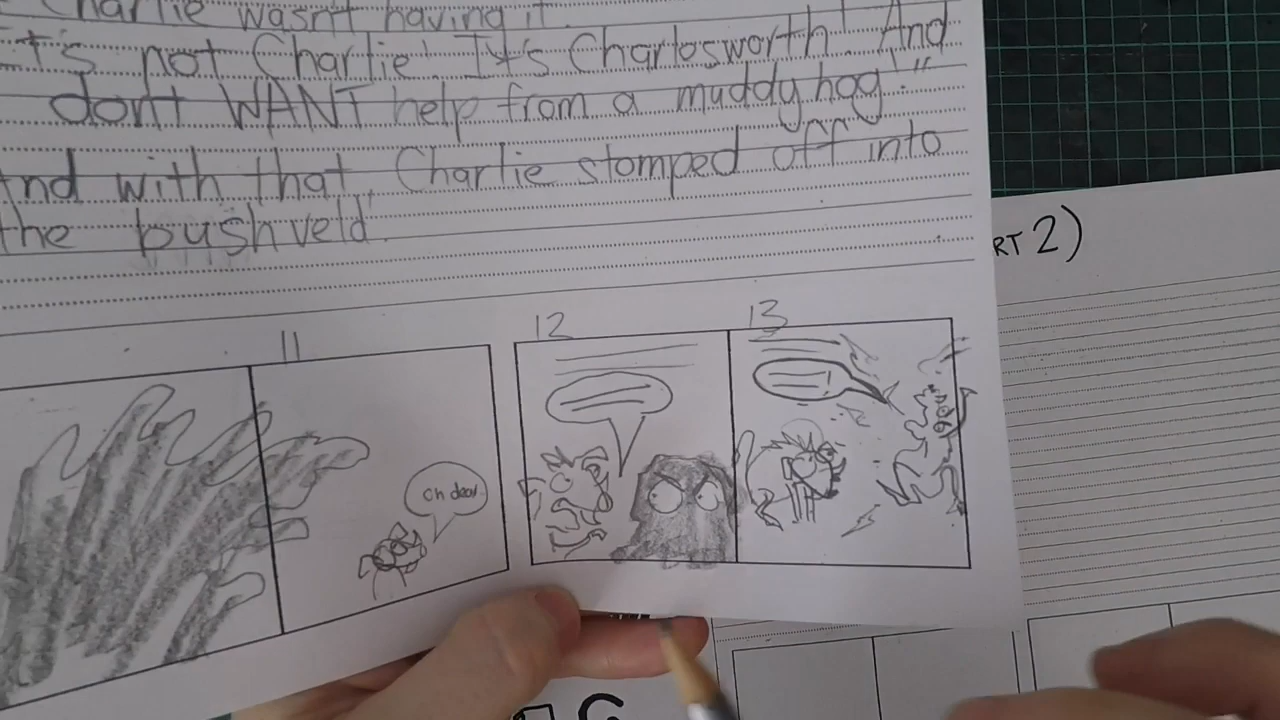 Charlie wasn't having it.
It's not Charlie! It's Charlosworth! And
don't WANT help from a muddy hog!"
And with that, Charlie stomped off into
the bushveld.
RT 2)
11
12
13
Oh dear.